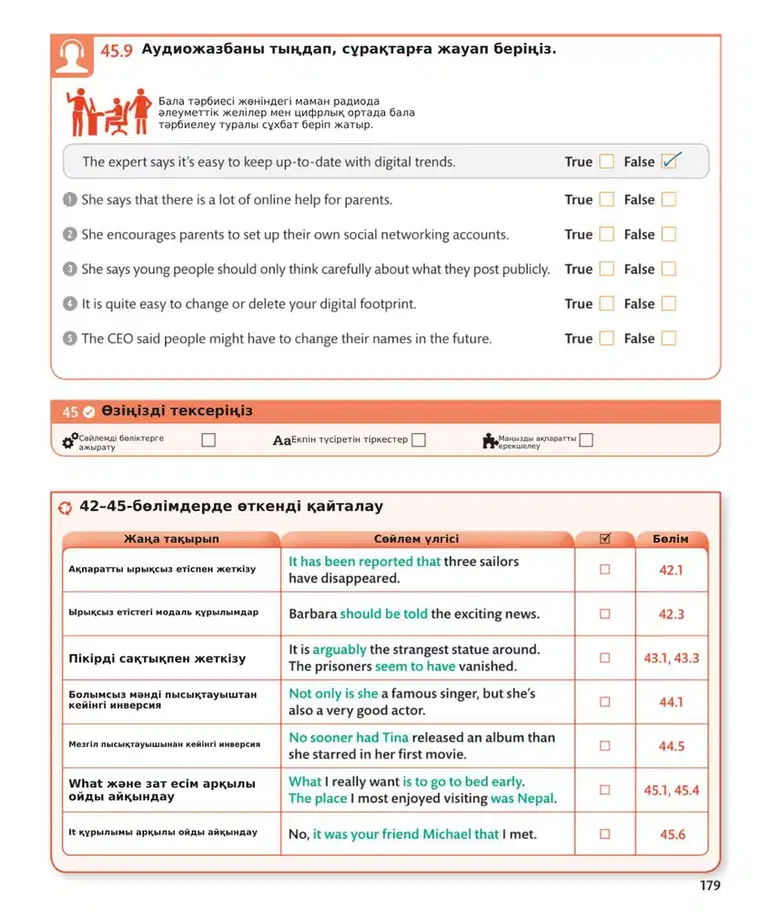 45.9 Аудиожазбаны тыңдап, сұрақтарға жауап беріңіз.
Бала тәрбиесі жөніндегі маман радиода
әлеуметтік желілер мен цифрлық ортада бала
тәрбиелеу туралы сұхбат беріп жатыр.
The expert says it's easy to keep up-to-date with digital trends. True False
1 She says that there is a lot of online help for parents. True False
2 She encourages parents to set up their own social networking accounts. True False
3 She says young people should only think carefully about what they post publicly. True False
4 It is quite easy to change or delete your digital footprint. True False
5 The CEO said people might have to change their names in the future. True False
45 Өзіңізді тексеріңіз
Сөйлемді бөліктерге
ажырату
Aa Екпін түсіретін тіркестер
Маңызды ақпаратты
ерекшелеу
42–45-бөлімдерде өткенді қайталау
Жаңа тақырып Сөйлем үлгісі Бөлім
Ақпаратты ырықсыз етіспен жеткізу
It has been reported that three sailors
have disappeared.
42.1
Ырықсыз етістегі модаль құрылымдар
Barbara should be told the exciting news.
42.3
Пікірді сақтықпен жеткізу
It is arguably the strangest statue around.
The prisoners seem to have vanished.
43.1, 43.3
Болымсыз мәнді пысықтауыштан
кейінгі инверсия
Not only is she a famous singer, but she's
also a very good actor.
44.1
Мезгіл пысықтауышынан кейінгі инверсия
No sooner had Tina released an album than
she starred in her first movie.
44.5
What және зат есім арқылы
ойды айқындау
What I really want is to go to bed early.
The place I most enjoyed visiting was Nepal.
45.1, 45.4
It құрылымы арқылы ойды айқындау
No, it was your friend Michael that I met.
45.6
179